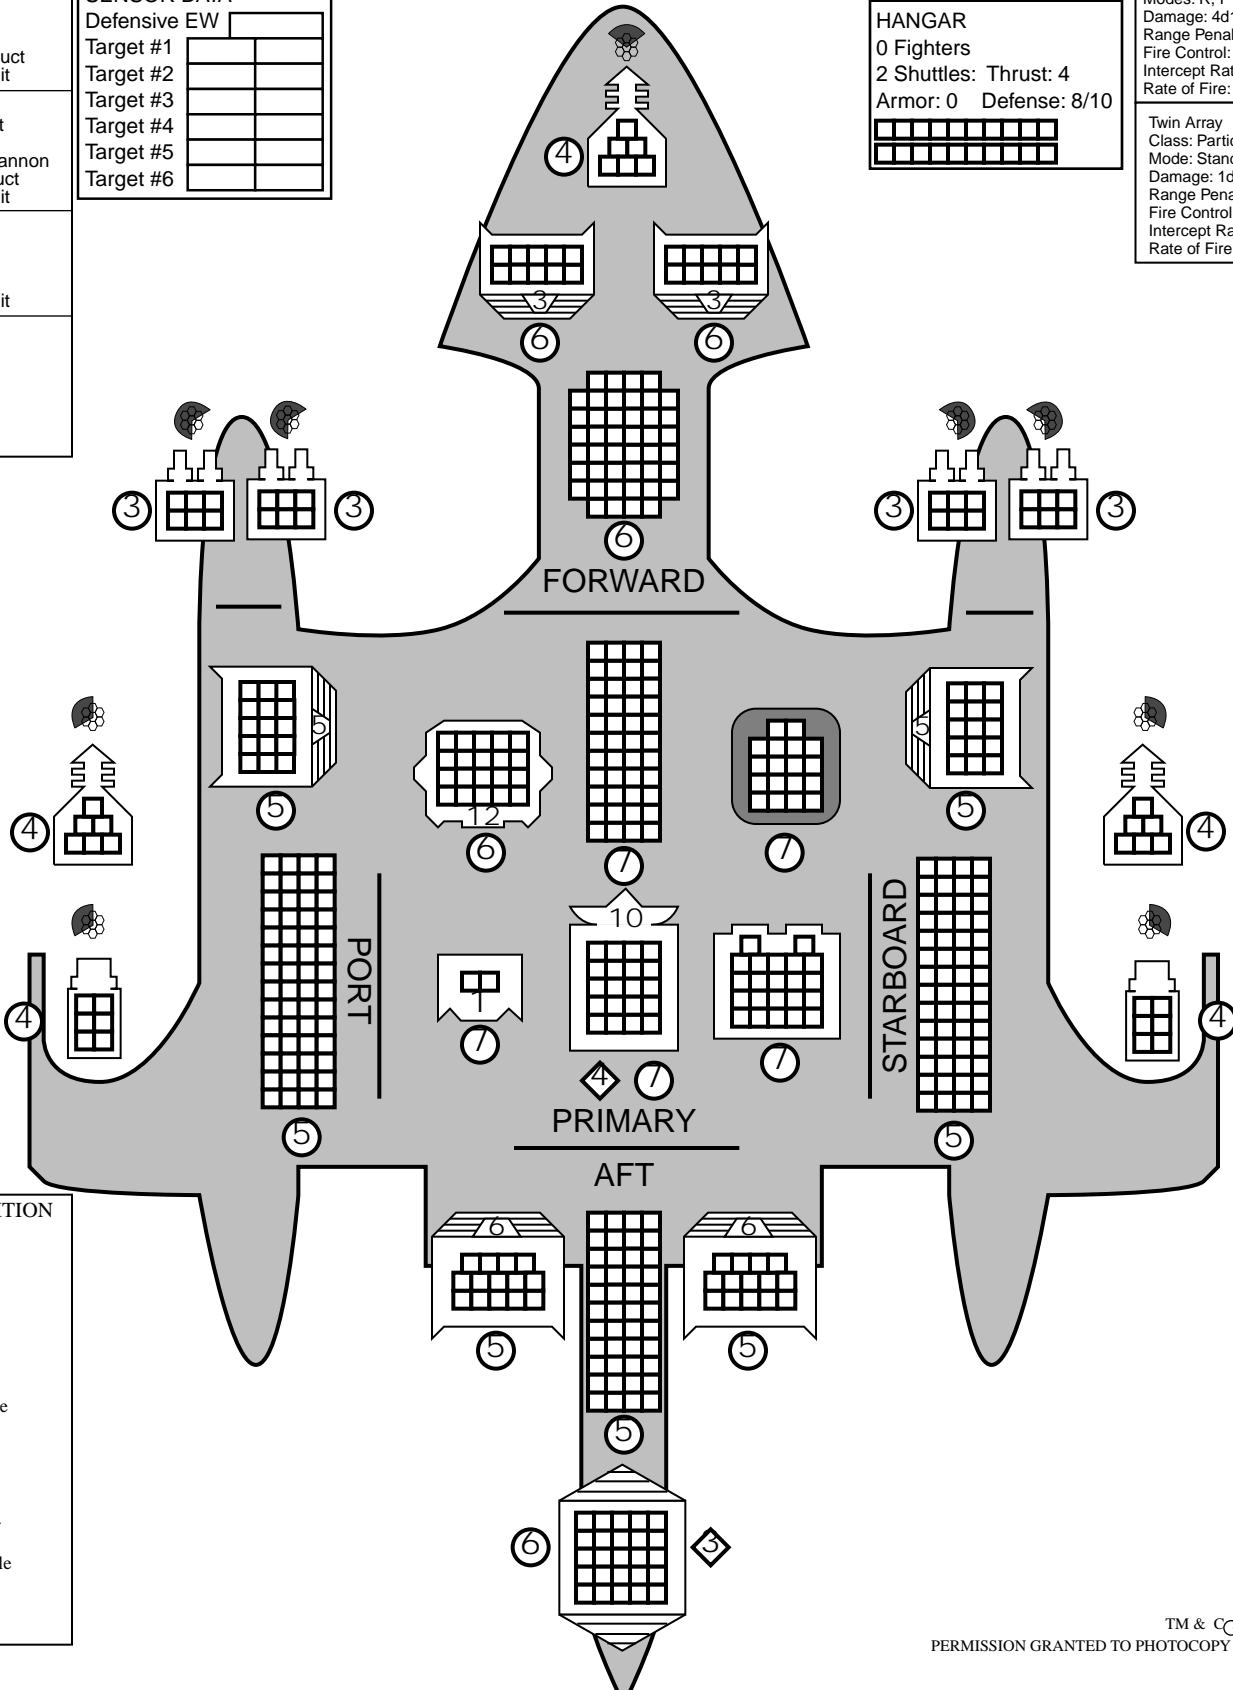 SENSOR DATA
Defensive EW
Target #1
Target #2
Target #3
Target #4
Target #5
Target #6
uct
it
t
annon
uct
it
it
HANGAR
0 Fighters
2 Shuttles: Thrust: 4
Armor: 0 Defense: 8/10
Modes: R, P
Damage: 4d1
Range Penal
Fire Control:
Intercept Rat
Rate of Fire:
Twin Array
Class: Partic
Mode: Stand
Damage: 1d
Range Pena
Fire Control
Intercept Ra
Rate of Fire
4
3 3
6 6
3 3 3 3
6
FORWARD
5 5
5 5
12
6 7 7
4 4
10
PORT
STARBOARD
1
4 4
7 7
4 7
PRIMARY
5 5
AFT
6 6
5 5
5
6 3
ITION
e
le
TM & C
PERMISSION GRANTED TO PHOTOCOPY